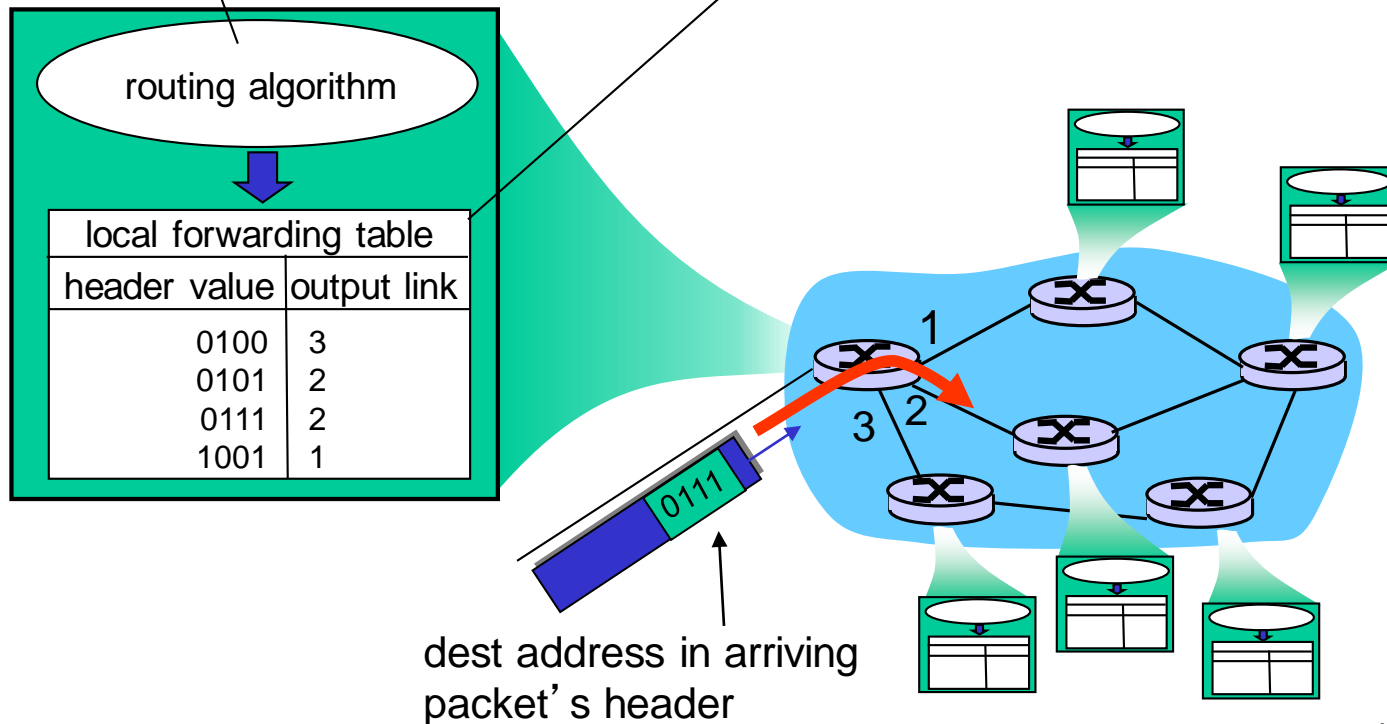 routing algorithm
local forwarding table
header value output link
0100 3
0101 2
0111 2
1001 1
1
2
3
0111
dest address in arriving
packet’s header